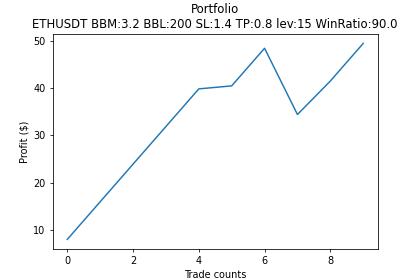 Portfolio
ETHUSDT BBM:3.2 BBL:200 SL:1.4 TP:0.8 lev:15 WinRatio:90.0
50
40
30
20
10
Profit ($)
0 2 4 6 8
Trade counts